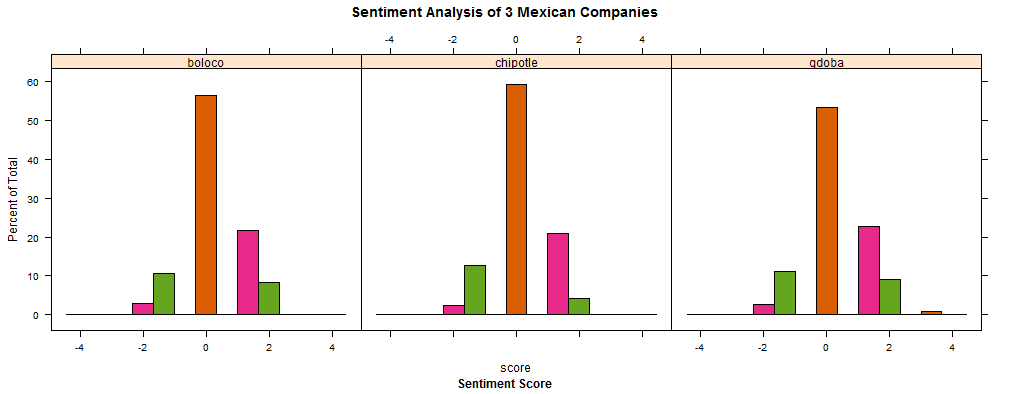 Sentiment Analysis of 3 Mexican Companies
-4 -2 0 2 4
boloco chipotle qdoba
60
50
40
30
20
10
0
Percent of Total
-4 -2 0 2 4 -4 -2 0 2 4
score
Sentiment Score